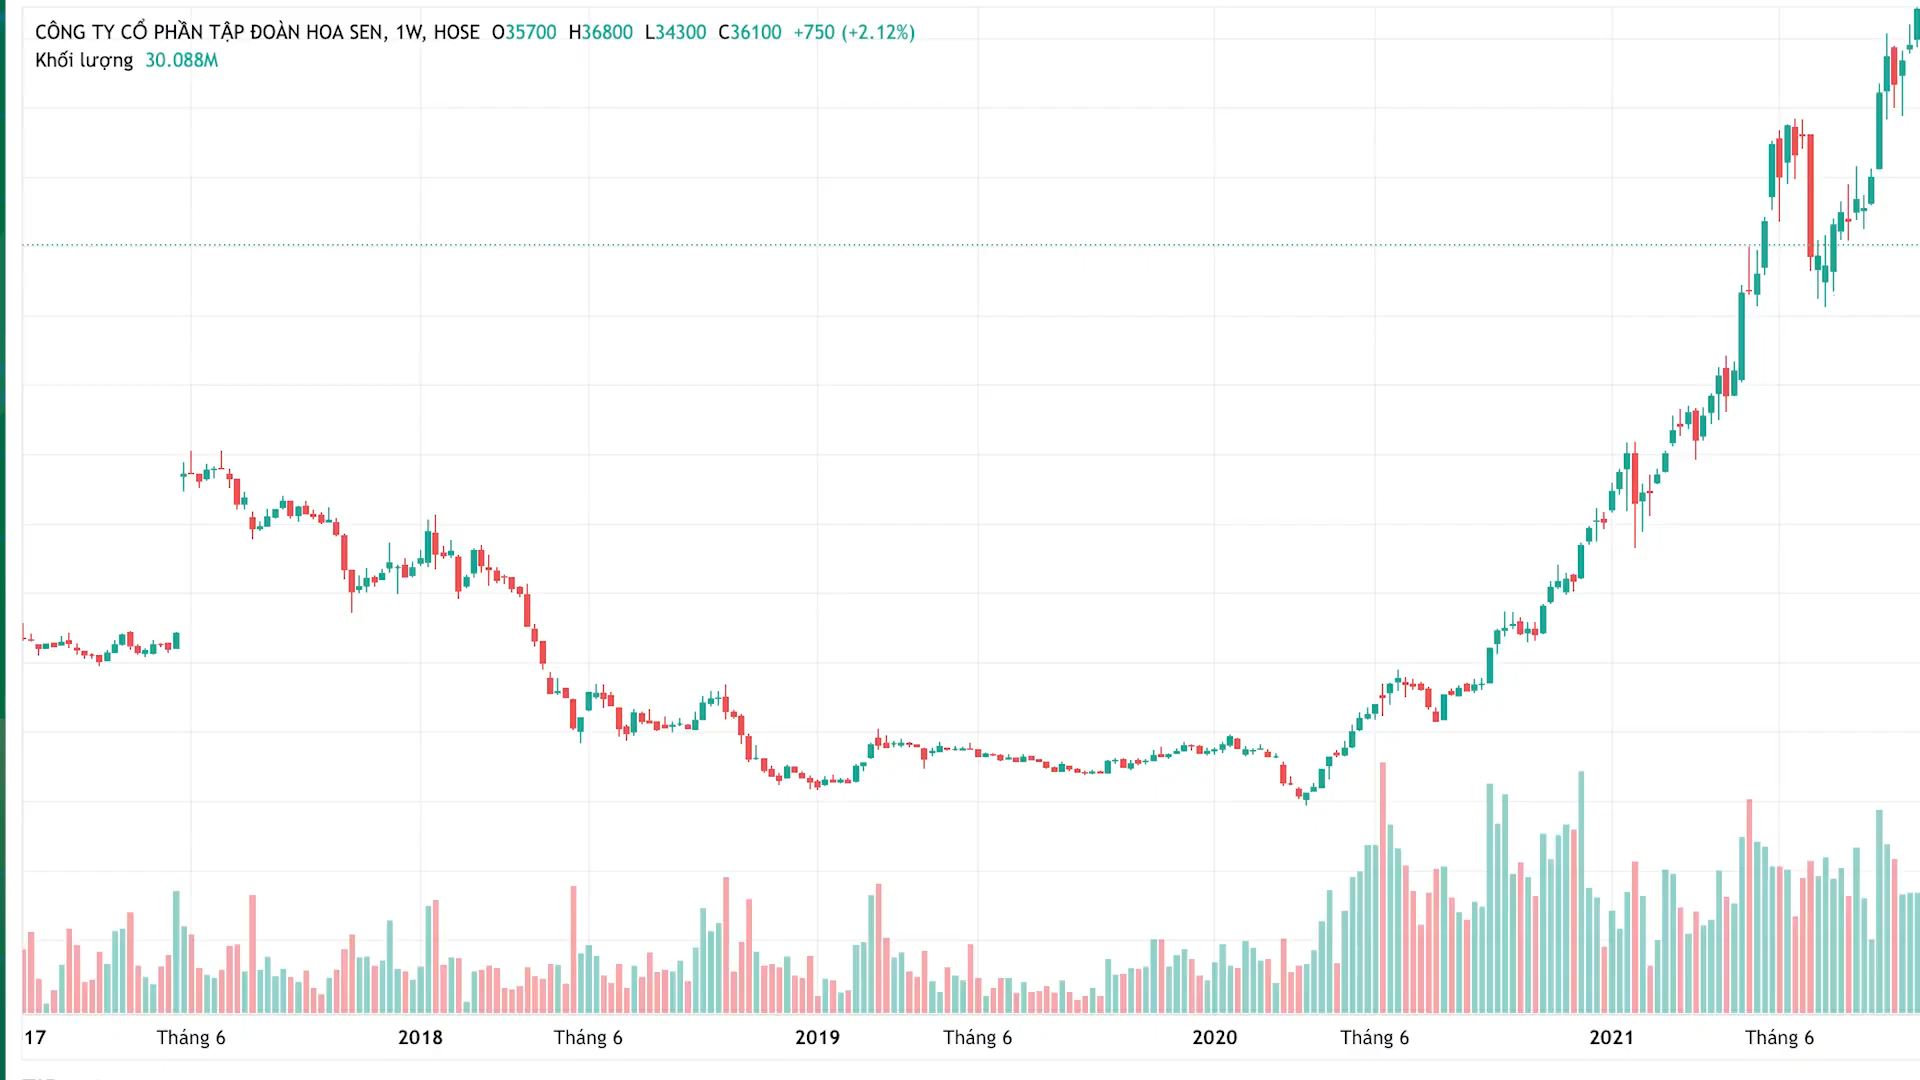 CÔNG TY CỔ PHẦN TẬP ĐOÀN HOA SEN, 1W, HOSE O35700 H36800 L34300 C36100 +750 (+2.12%)
Khối lượng 30.088M
17 Tháng 6 2018 Tháng 6 2019 Tháng 6 2020 Tháng 6 2021 Tháng 6